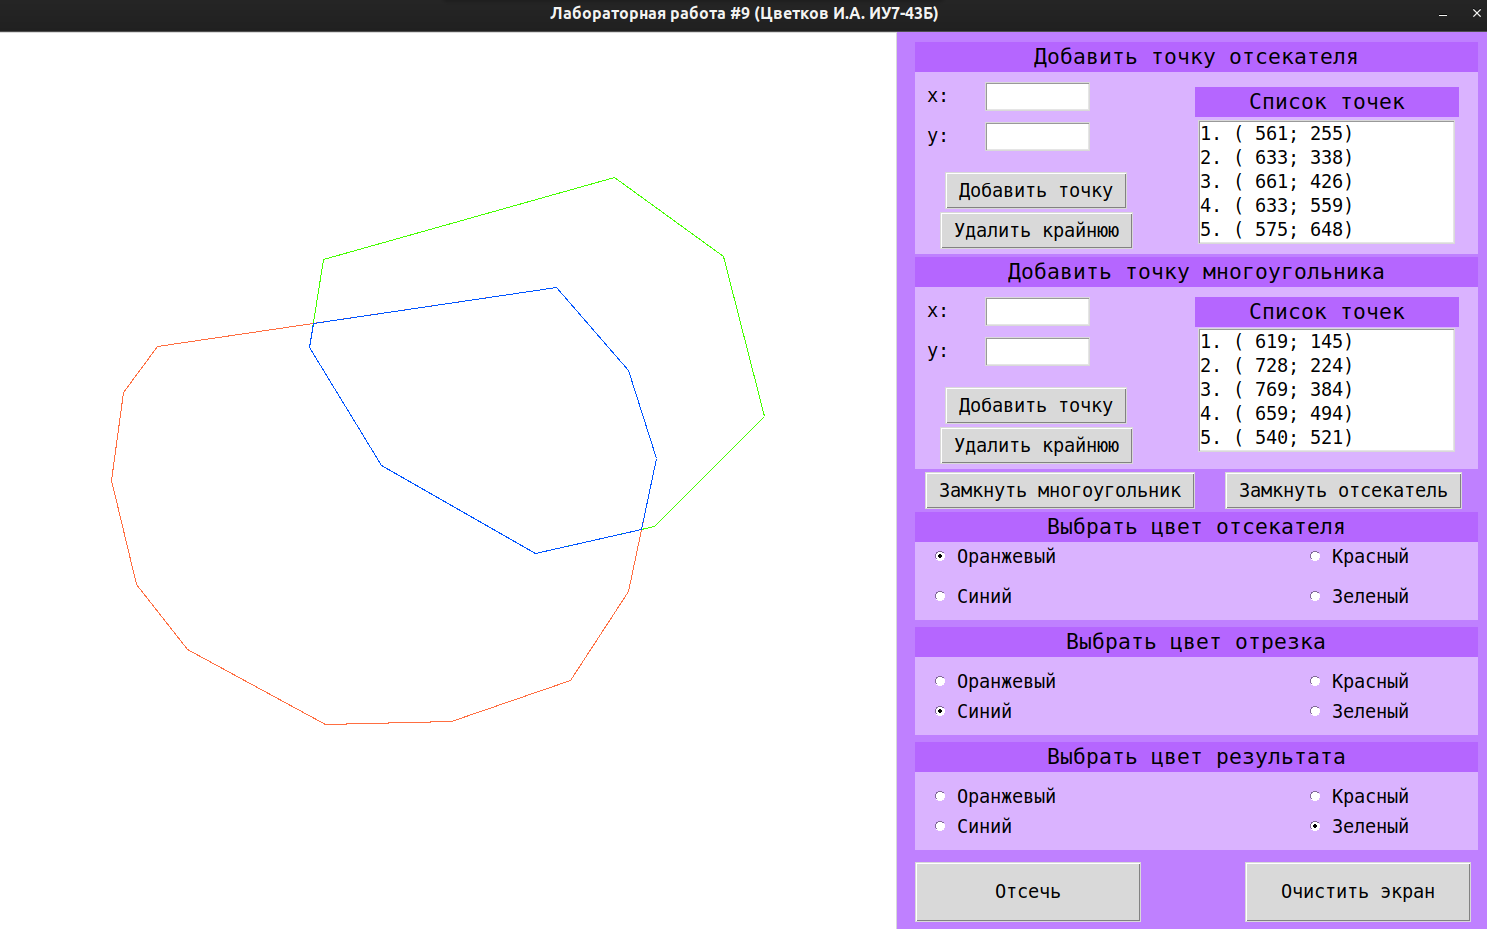 Лабораторная работа #9 (Цветков И.А. ИУ7-43Б)
Добавить точку отсекателя
x:
y:
Добавить точку
Удалить крайнюю
Список точек
1. ( 561; 255)
2. ( 633; 338)
3. ( 661; 426)
4. ( 633; 559)
5. ( 575; 648)
Добавить точку многоугольника
x:
y:
Добавить точку
Удалить крайнюю
Список точек
1. ( 619; 145)
2. ( 728; 224)
3. ( 769; 384)
4. ( 659; 494)
5. ( 540; 521)
Замкнуть многоугольник
Замкнуть отсекатель
Выбрать цвет отсекателя
Оранжевый
Красный
Синий
Зеленый
Выбрать цвет отрезка
Оранжевый
Красный
Синий
Зеленый
Выбрать цвет результата
Оранжевый
Красный
Синий
Зеленый
Отсечь
Очистить экран